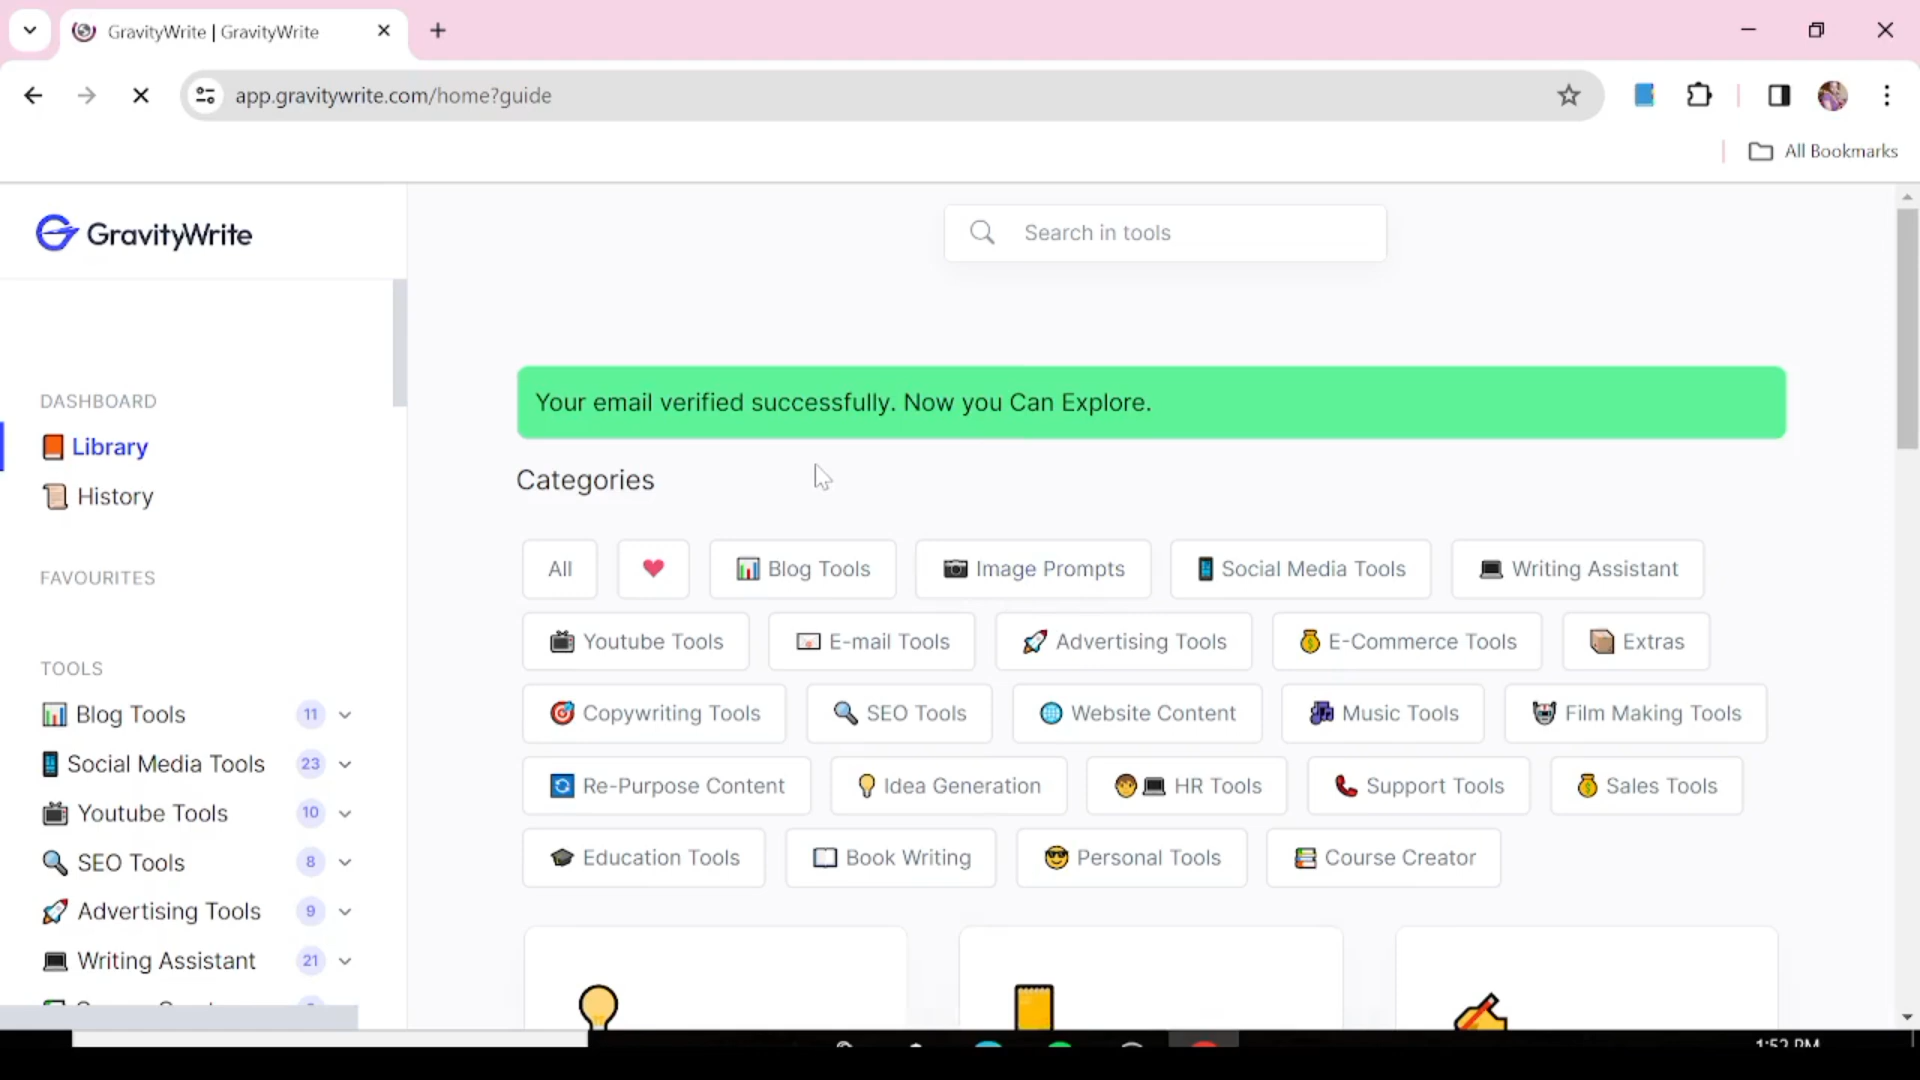 GravityWrite | GravityWrite
app.gravitywrite.com/home?guide
All Bookmarks
GravityWrite
Search in tools
DASHBOARD
Library
History
FAVOURITES
TOOLS
Blog Tools 11
Social Media Tools 23
Youtube Tools 10
SEO Tools 8
Advertising Tools 9
Writing Assistant 21
Your email verified successfully. Now you Can Explore.
Categories
All
Blog Tools
Image Prompts
Social Media Tools
Writing Assistant
Youtube Tools
E-mail Tools
Advertising Tools
E-Commerce Tools
Extras
Copywriting Tools
SEO Tools
Website Content
Music Tools
Film Making Tools
Re-Purpose Content
Idea Generation
HR Tools
Support Tools
Sales Tools
Education Tools
Book Writing
Personal Tools
Course Creator
1:52 PM